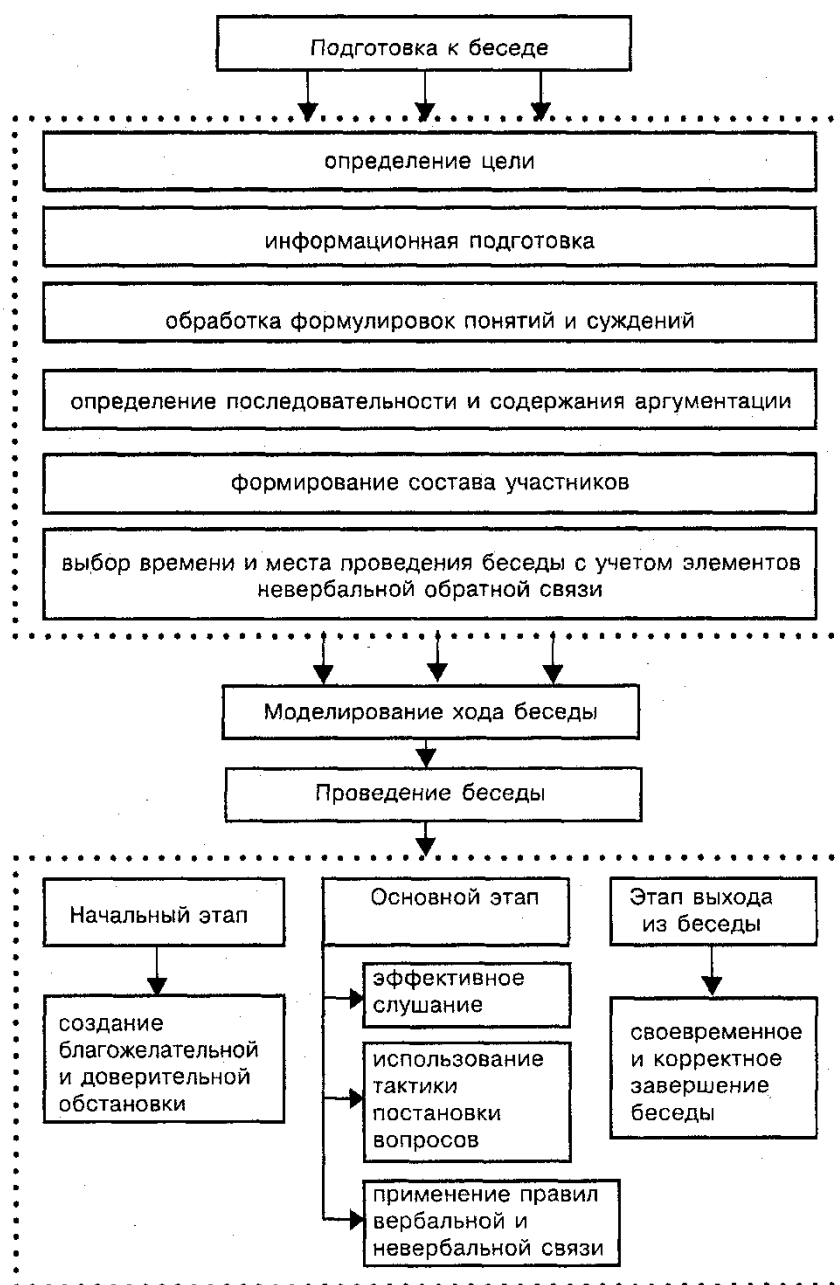 Подготовка к беседе
определение цели
информационная подготовка
обработка формулировок понятий и суждений
определение последовательности и содержания аргументации
формирование состава участников
выбор времени и места проведения беседы с учетом элементов
невербальной обратной связи
Моделирование хода беседы
Проведение беседы
Начальный этап
создание
благожелательной
и доверительной
обстановки
Основной этап
эффективное
слушание
использование
тактики
постановки
вопросов
применение правил
вербальной и
невербальной связи
Этап выхода
из беседы
своевременное
и корректное
завершение
беседы